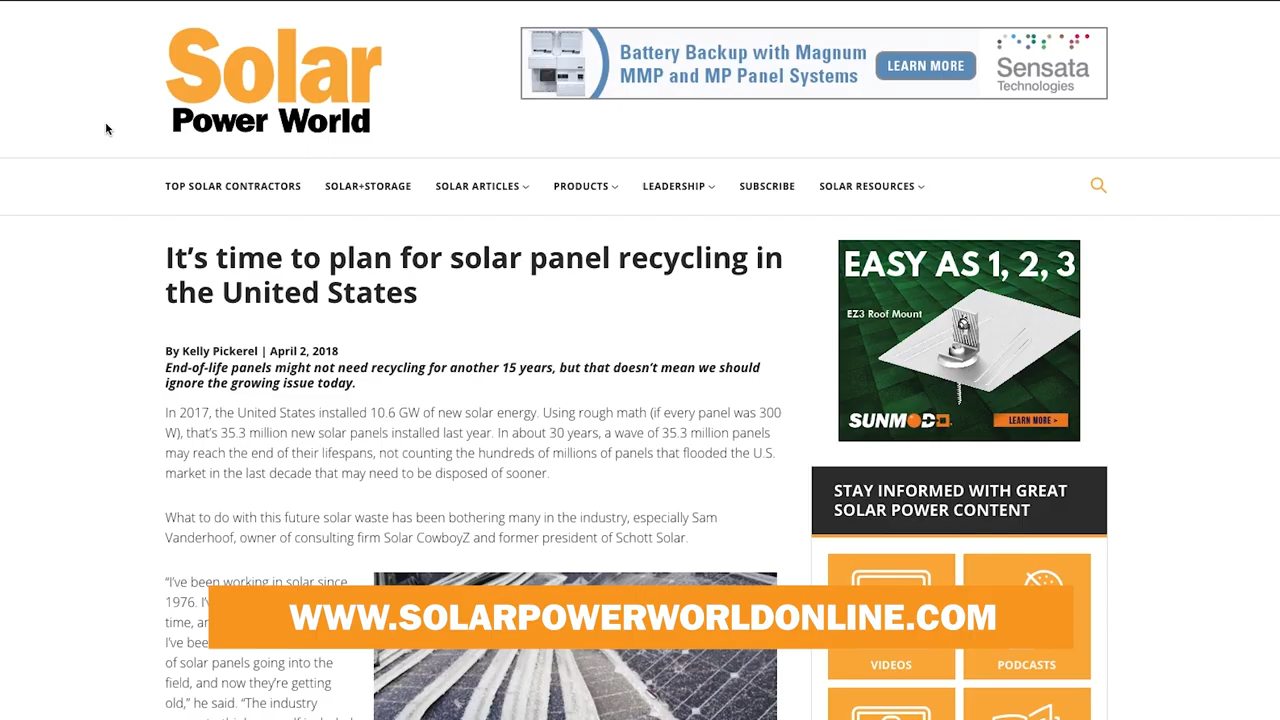 Solar
Power World
Battery Backup with Magnum
MMP and MP Panel Systems
LEARN MORE
Sensata
Technologies
TOP SOLAR CONTRACTORS SOLAR+STORAGE SOLAR ARTICLES PRODUCTS LEADERSHIP SUBSCRIBE SOLAR RESOURCES
It's time to plan for solar panel recycling in
the United States
By Kelly Pickerel | April 2, 2018
End-of-life panels might not need recycling for another 15 years, but that doesn't mean we should
ignore the growing issue today.
In 2017, the United States installed 10.6 GW of new solar energy. Using rough math (if every panel was 300
W), that's 35.3 million new solar panels installed last year. In about 30 years, a wave of 35.3 million panels
may reach the end of their lifespans, not counting the hundreds of millions of panels that flooded the U.S.
market in the last decade that may need to be disposed of sooner.
What to do with this future solar waste has been bothering many in the industry, especially Sam
Vanderhoof, owner of consulting firm Solar CowboyZ and former president of Schott Solar.
"I've been working in solar since
1976. I'v
time, an
I've bee
of solar panels going into the
field, and now they're getting
old," he said. "The industry
EASY AS 1, 2, 3
EZ3 Roof Mount
SUNMODO
LEARN MORE >
STAY INFORMED WITH GREAT
SOLAR POWER CONTENT
WWW.SOLARPOWERWORLDONLINE.COM
VIDEOS
PODCASTS